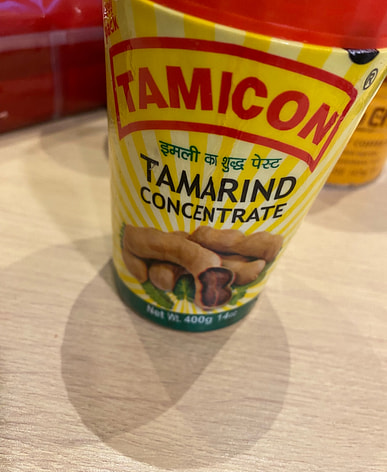 TAMICON
®
इमली का शुद्ध पेस्ट
TAMARIND
CONCENTRATE
Net Wt. 400g 14oz